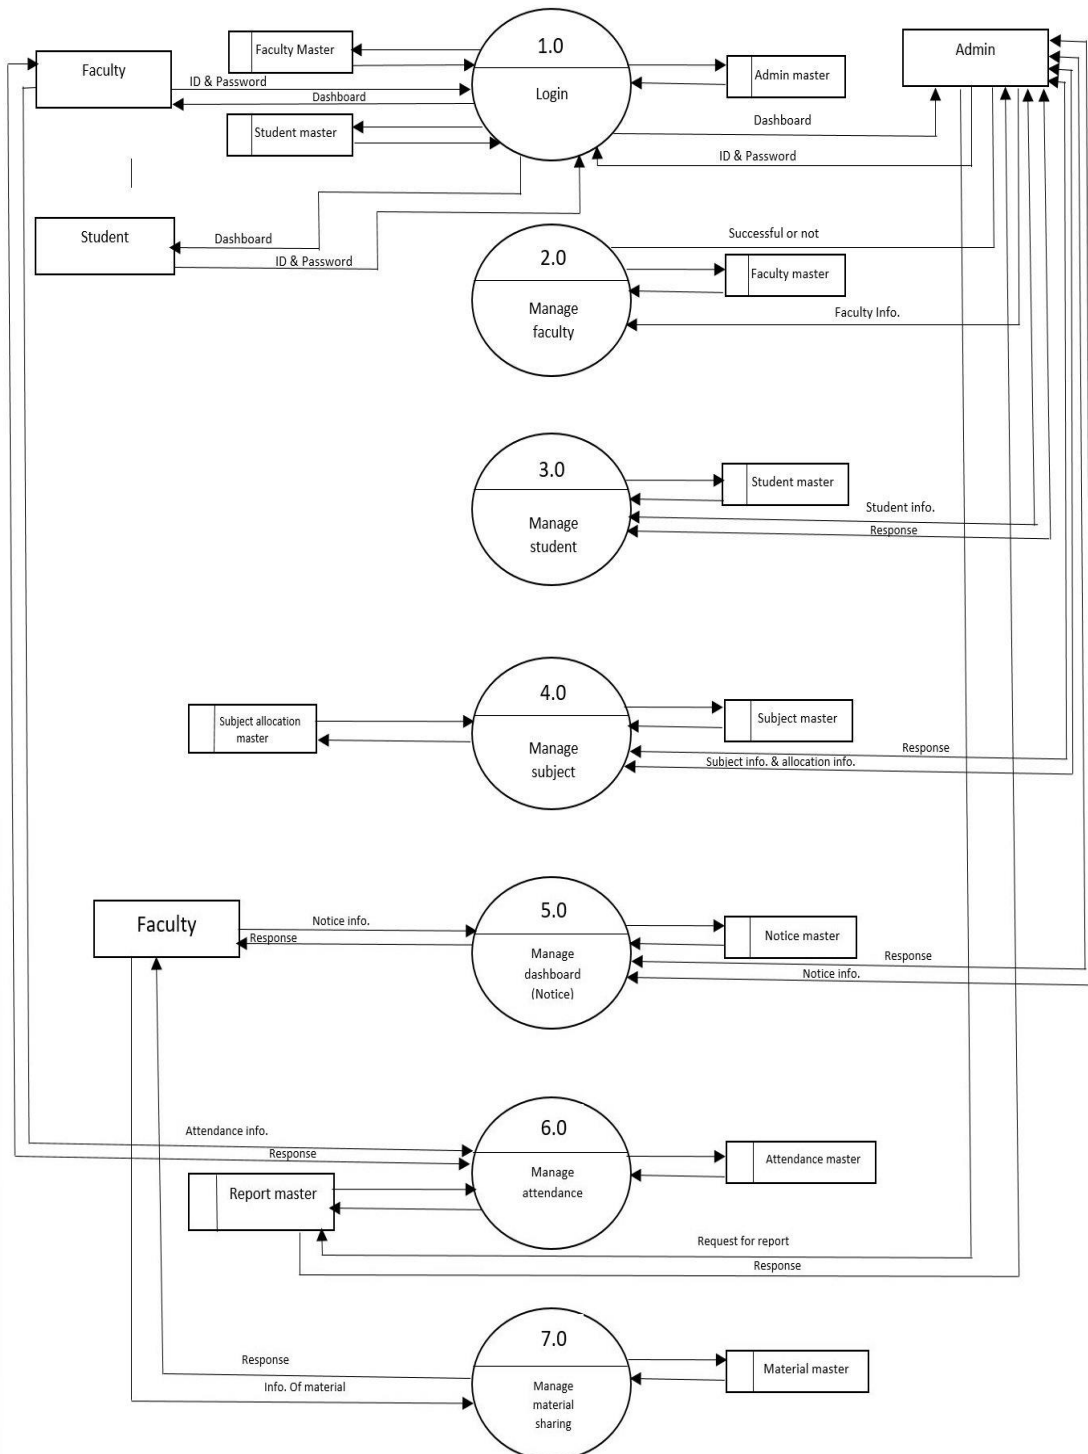 1.0
Login
Faculty Master
Faculty
ID & Password
Dashboard
Student master
Admin master
Admin
Dashboard
ID & Password
Student
Dashboard
ID & Password
2.0
Manage
faculty
Successful or not
Faculty master
Faculty Info.
3.0
Manage
student
Student master
Student info.
Response
4.0
Manage
subject
Subject allocation
master
Subject master
Response
Subject info. & allocation info.
5.0
Manage
dashboard
(Notice)
Faculty
Notice info.
Response
Notice master
Response
Notice info.
6.0
Manage
attendance
Attendance info.
Response
Report master
Attendance master
Request for report
Response
7.0
Manage
material
sharing
Response
Info. Of material
Material master